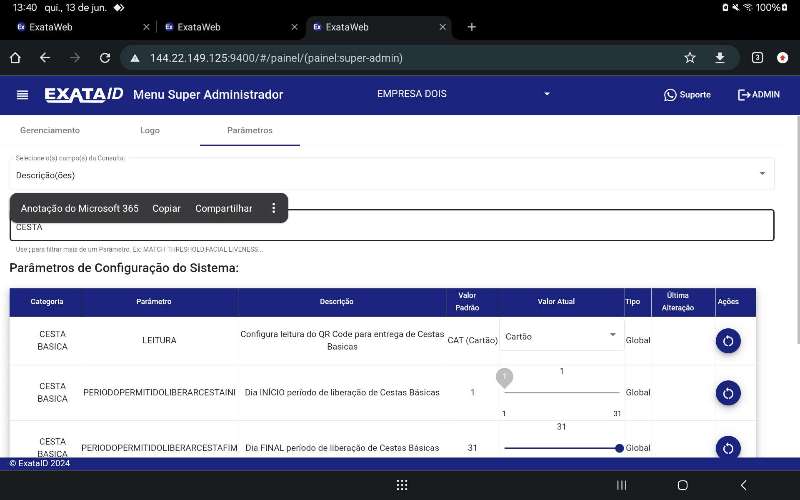 13:40 qui., 13 de jun.
100%
ExataWeb
ExataWeb
ExataWeb
144.22.149.125:9400/#/painel/(painel:super-admin)
3
EXATAID
Menu Super Administrador
EMPRESA DOIS
Suporte
ADMIN
Gerenciamento
Logo
Parâmetros
Selecione o(s) campo(s) da Consulta:
Descrição(ões)
Anotação do Microsoft 365 Copiar Compartilhar
CESTA
Use ; para filtrar mais de um Parâmetro. Ex: MATCH THRESHOLD;FACIAL LIVENESS...
Parâmetros de Configuração do Sistema:
Categoria
Parâmetro
Descrição
Valor
Padrão
Valor Atual
Tipo
Última
Alteração
Ações
CESTA
BASICA
LEITURA
Configura leitura do QR Code para entrega de Cestas
Basicas
CAT (Cartão)
Cartão
Global
CESTA
BASICA
PERIODOPERMITIDOLIBERARCESTAINI
Dia INÍCIO período de liberação de Cestas Básicas
1
1
1
1
31
Global
CESTA
BASICA
PERIODOPERMITIDOLIBERARCESTAFIM
Dia FINAL período de liberação de Cestas Básicas
31
31
Global
© ExataID 2024